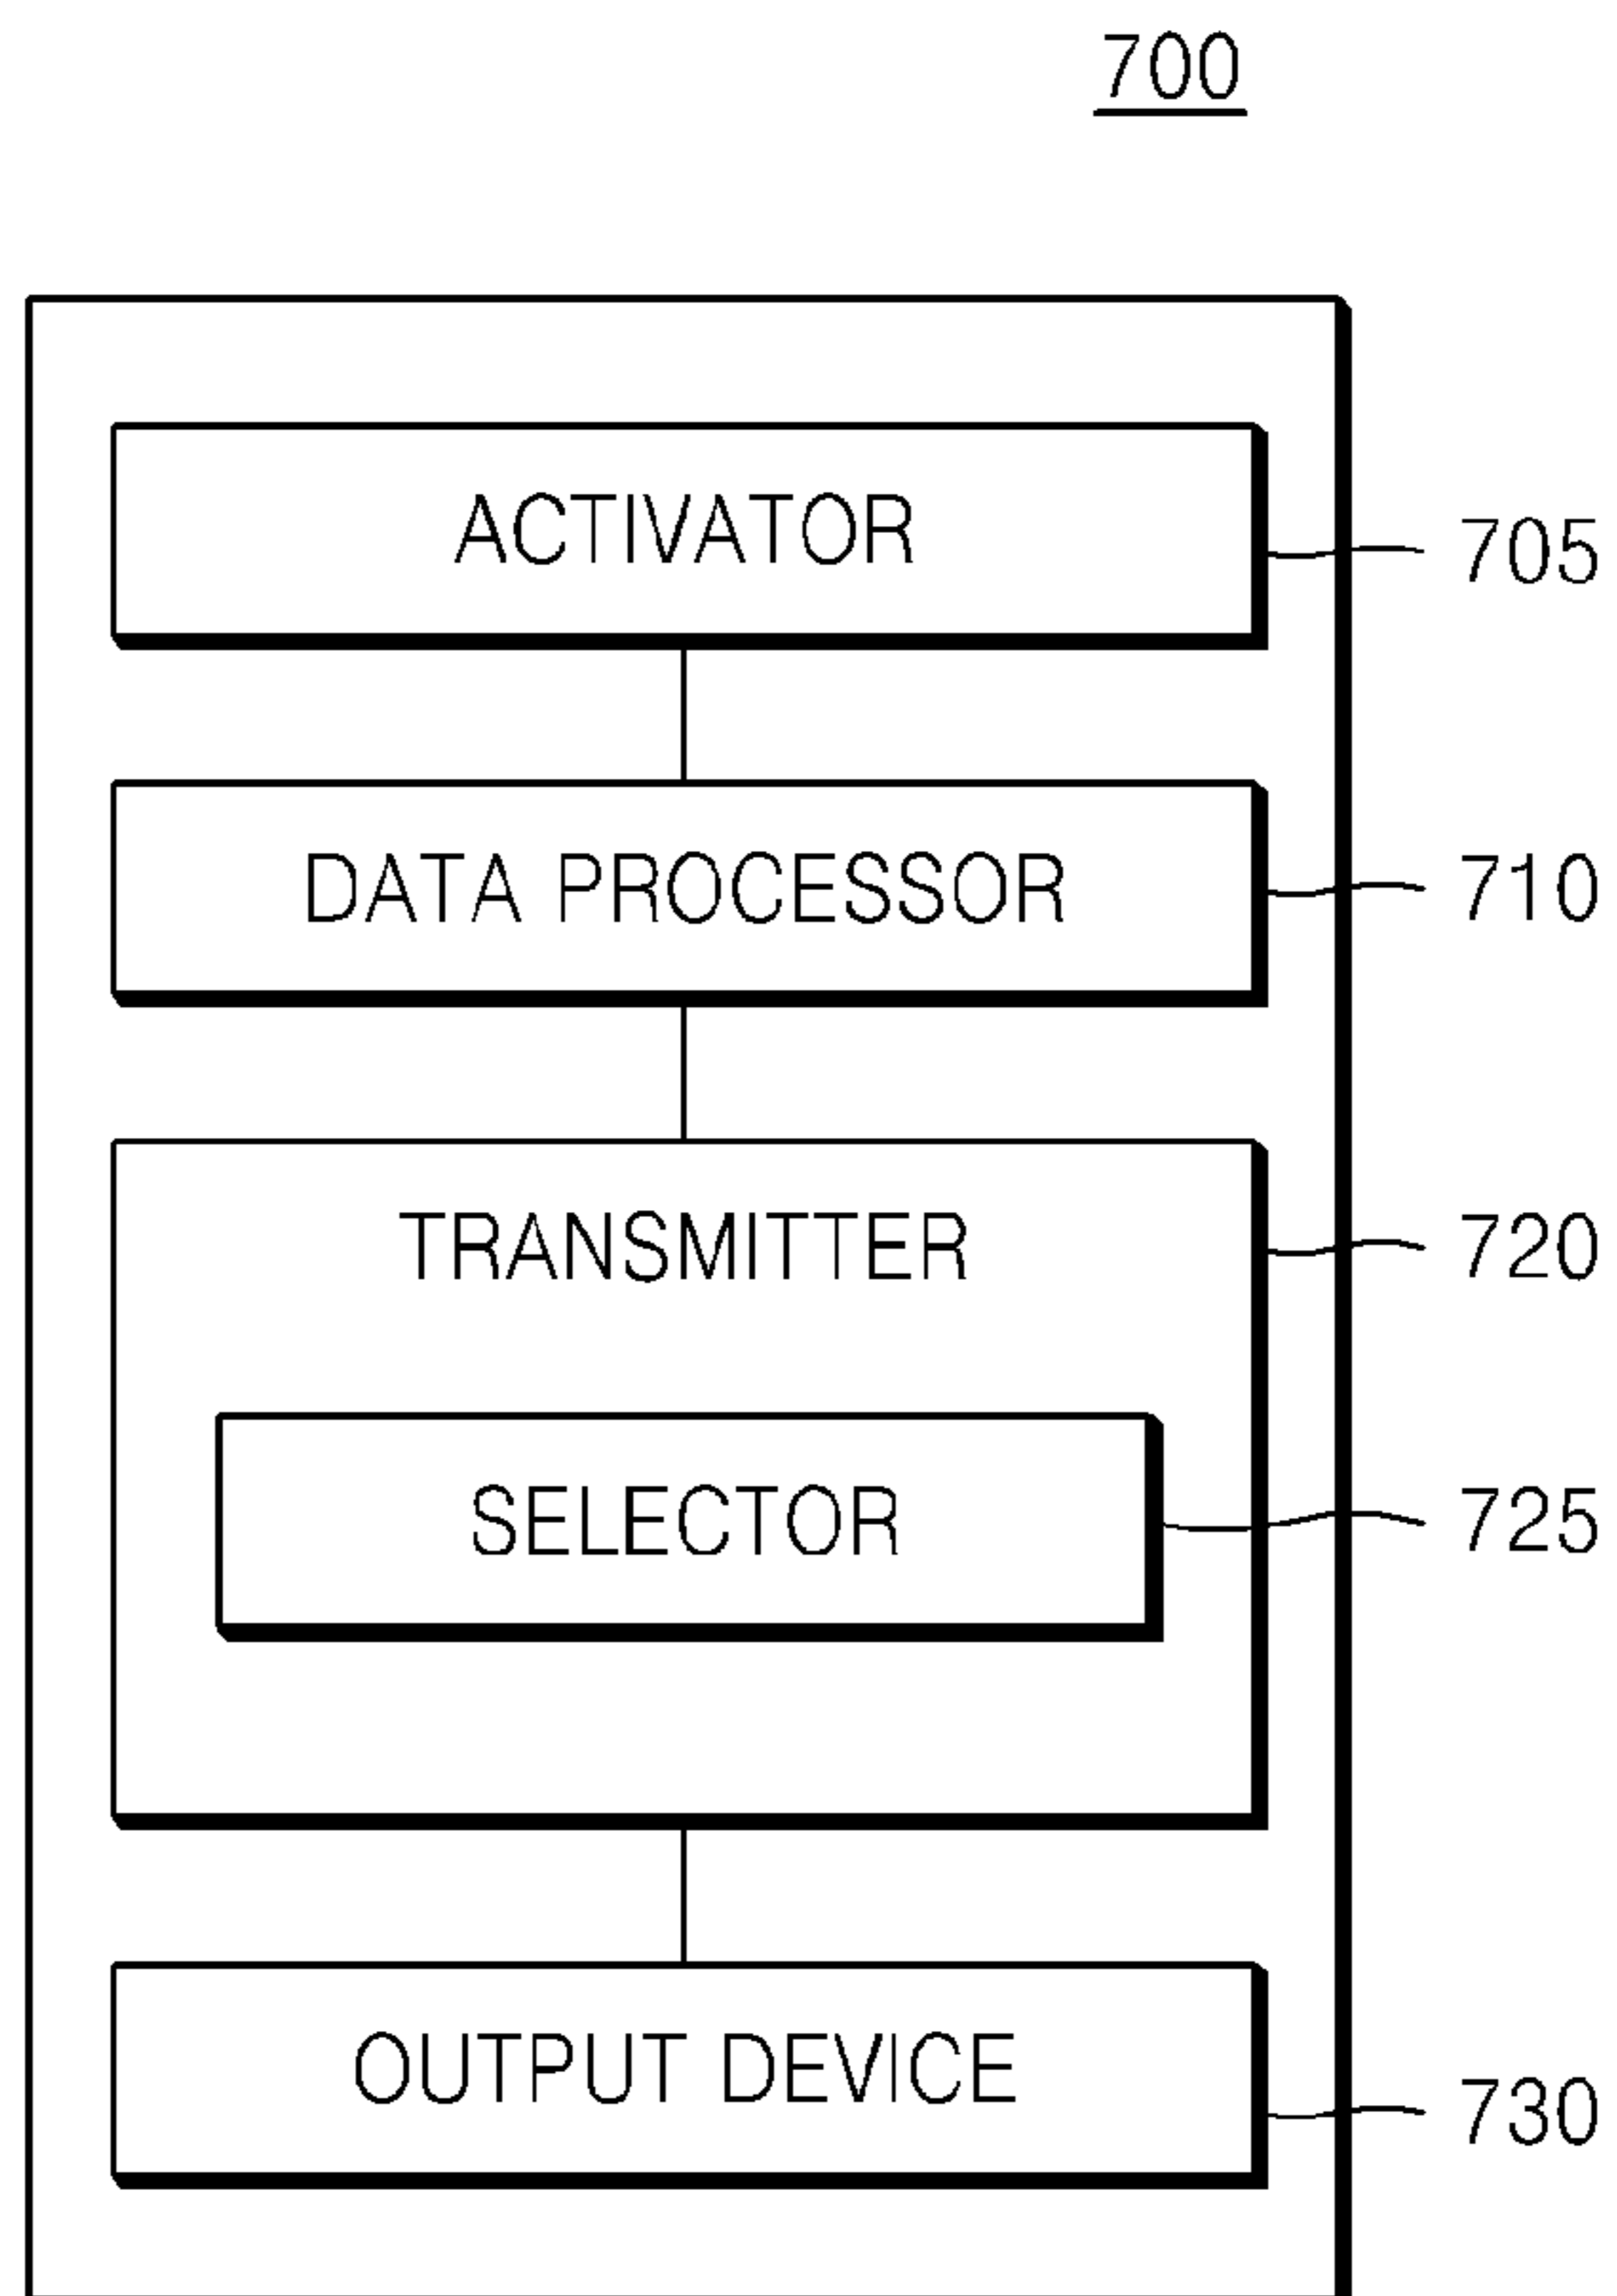 700
ACTIVATOR
705
DATA PROCESSOR
710
TRANSMITTER
720
SELECTOR
725
OUTPUT DEVICE
730